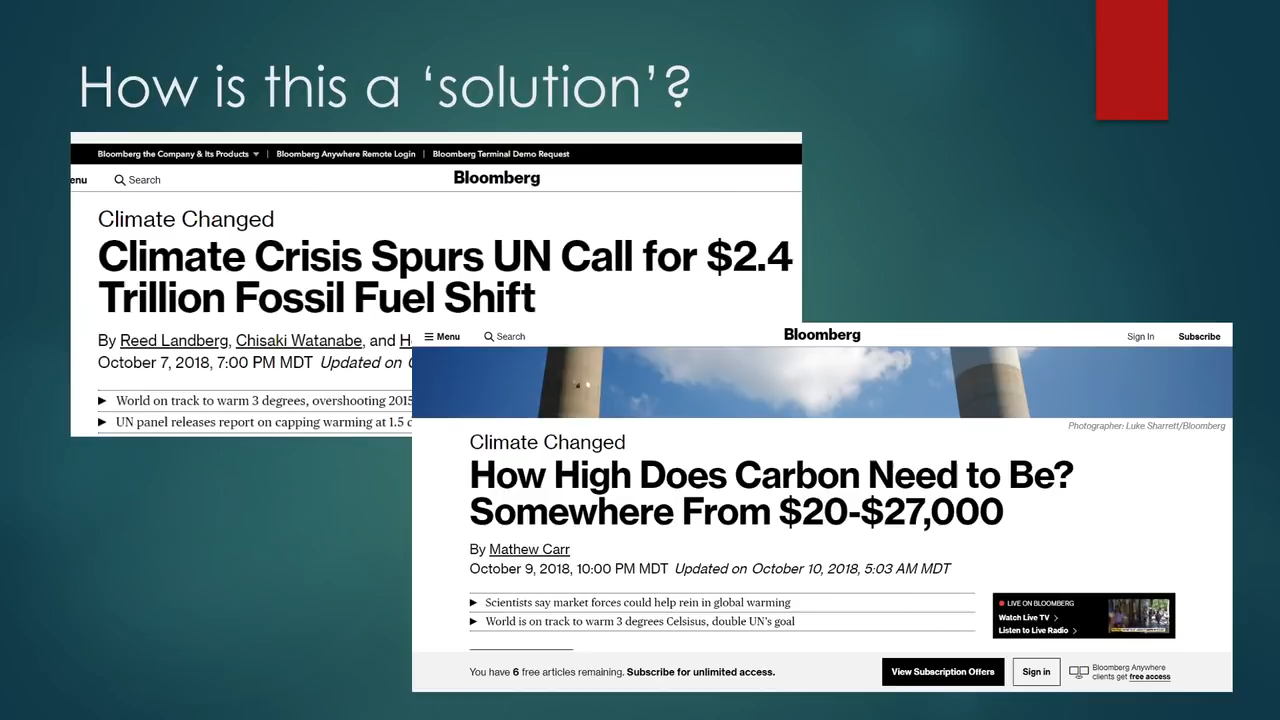 How is this a ‘solution’?
Bloomberg the Company & Its Products | Bloomberg Anywhere Remote Login | Bloomberg Terminal Demo Request
enu Search Bloomberg
Climate Changed
Climate Crisis Spurs UN Call for $2.4
Trillion Fossil Fuel Shift
By Reed Landberg, Chisaki Watanabe, and H
October 7, 2018, 7:00 PM MDT Updated on
World on track to warm 3 degrees, overshooting 2015
UN panel releases report on capping warming at 1.5
Menu Search Bloomberg Sign In Subscribe
Photographer: Luke Sharrett/Bloomberg
Climate Changed
How High Does Carbon Need to Be?
Somewhere From $20-$27,000
By Mathew Carr
October 9, 2018, 10:00 PM MDT Updated on October 10, 2018, 5:03 AM MDT
Scientists say market forces could help rein in global warming
World is on track to warm 3 degrees Celsisus, double UN's goal
LIVE ON BLOOMBERG
Watch Live TV
Listen to Live Radio
You have 6 free articles remaining. Subscribe for unlimited access.
View Subscription Offers
Sign in
Bloomberg Anywhere
clients get free access